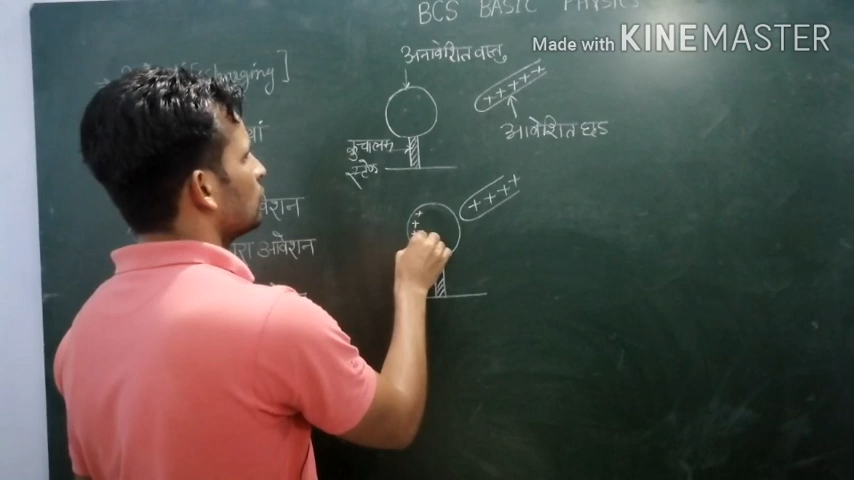 BCS BASIC PHYSICS
Made with KINEMASTER
[charging]
अनावेशित वस्तु
+ + + + +
आवेशित छड़
कुचालक
स्टैण्ड
+ + + +
आवेशन
+
+
द्वारा आवेशन